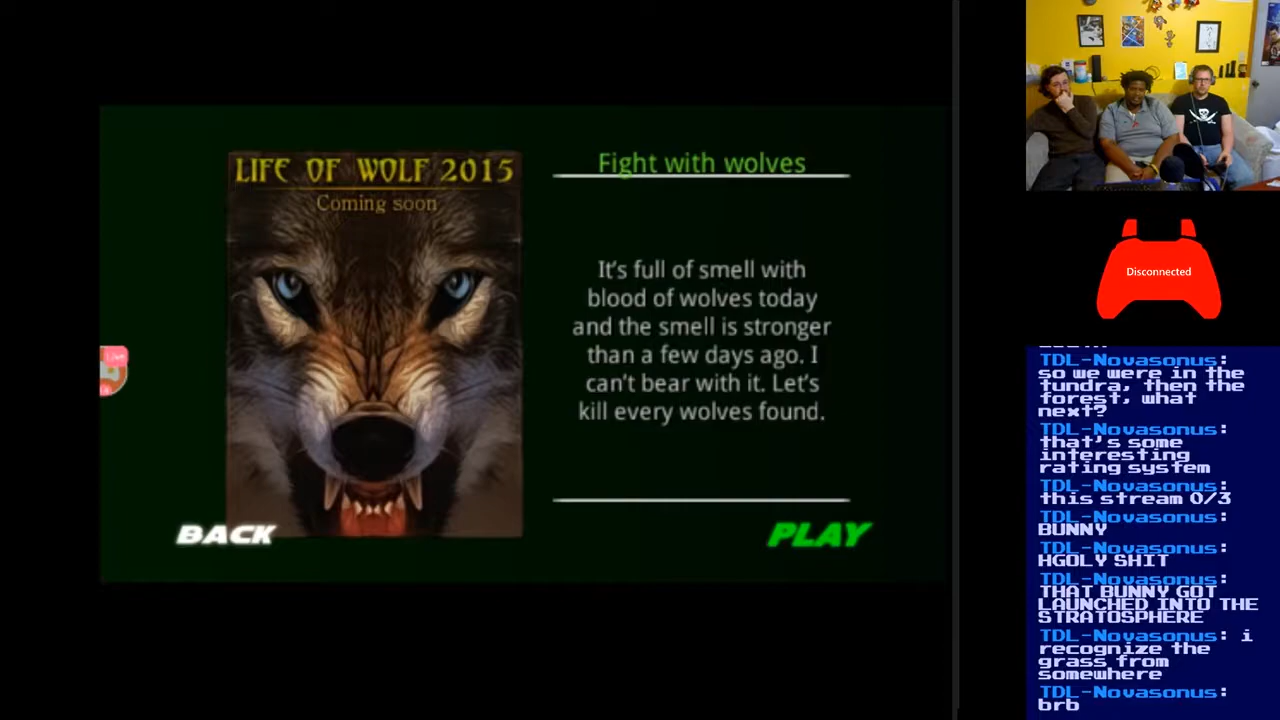 LIFE OF WOLF 2015
Coming soon
Fight with wolves
It's full of smell with
blood of wolves today
and the smell is stronger
than a few days ago. I
can't bear with it. Let's
kill every wolves found.
BACK
PLAY
Disconnected
TDL-Novasonus:
so we were in the
tundra, then the
forest, what
next?
TDL-Novasonus:
that's some
interesting
rating system
TDL-Novasonus:
this stream 0/3
TDL-Novasonus:
BUNNY
TDL-Novasonus:
HGOLY SHIT
TDL-Novasonus:
THAT BUNNY GOT
LAUNCHED INTO THE
STRATOSPHERE
TDL-Novasonus: i
recognize the
grass from
somewhere
TDL-Novasonus:
brb